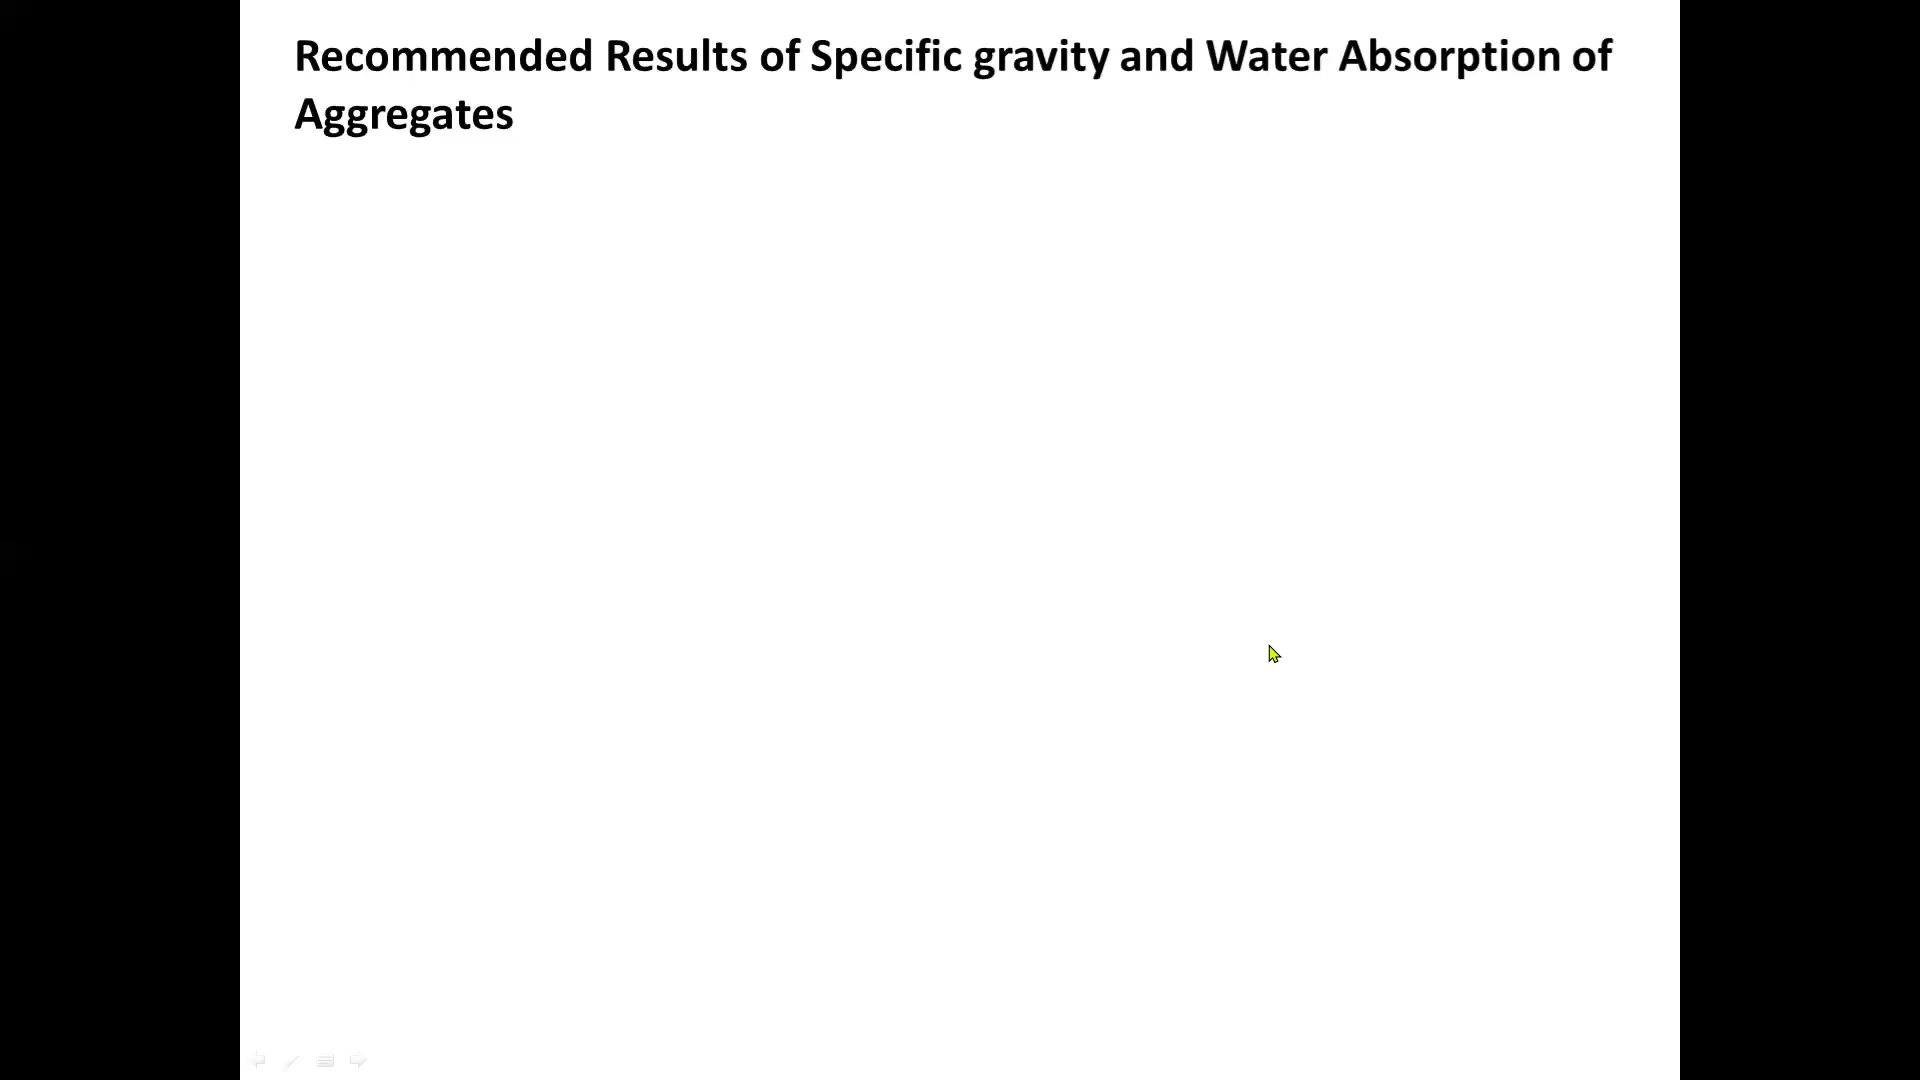 Recommended Results of Specific gravity and Water Absorption of
Aggregates